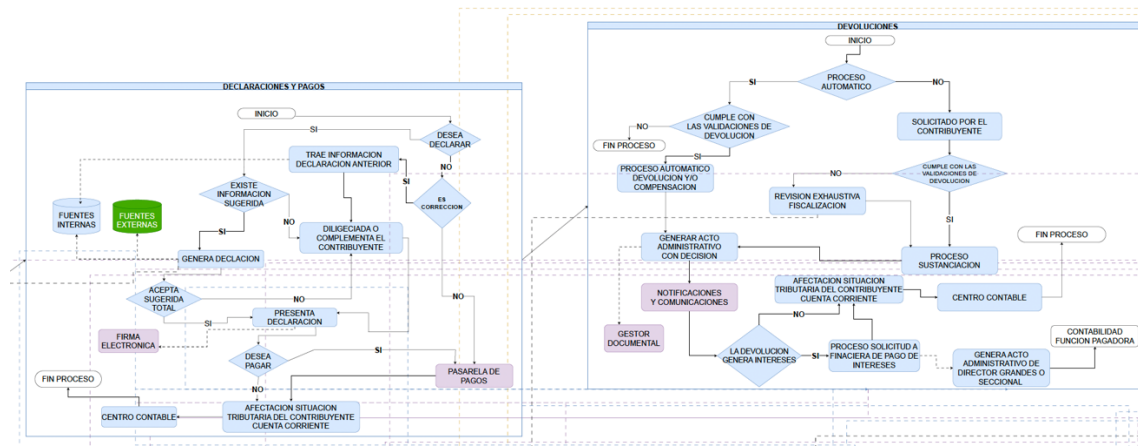 DECLARACIONES Y PAGOS
INICIO
SI
DESEA
DECLARAR
NO
TRAE INFORMACION
DECLARACION ANTERIOR
SI
ES
CORRECCION
EXISTE
INFORMACION
SUGERIDA
NO
FUENTES
INTERNAS
FUENTES
EXTERNAS
DILIGECIADA O
COMPLEMENTA EL
CONTRIBUYENTE
SI
GENERA DECLACION
ACEPTA
SUGERIDA
TOTAL
NO
NO
SI
PRESENTA
DECLARACION
FIRMA
ELECTRONICA
DESEA
PAGAR
SI
PASARELA DE
PAGOS
FIN PROCESO
NO
CENTRO CONTABLE
AFECTACION SITUACION
TRIBUTARIA DEL CONTRIBUYENTE
CUENTA CORRIENTE
DEVOLUCIONES
INICIO
PROCESO
AUTOMATICO
SI
NO
CUMPLE CON
LAS VALIDACIONES DE
DEVOLUCION
NO
FIN PROCESO
SI
SOLICITADO POR EL
CONTRIBUYENTE
CUMPLE CON LAS
VALIDACIONES DE
DEVOLUCION
NO
PROCESO AUTOMATICO
DEVOLUCION Y/O
COMPENSACION
REVISION EXHAUSTIVA
FISCALIZACION
SI
GENERAR ACTO
ADMINISTRATIVO
CON DECISION
PROCESO
SUSTANCIACION
FIN PROCESO
NOTIFICACIONES
Y COMUNICACIONES
AFECTACION SITUACION
TRIBUTARIA DEL CONTRIBUYENTE
CUENTA CORRIENTE
CENTRO CONTABLE
NO
GESTOR
DOCUMENTAL
LA DEVOLUCION
GENERA INTERESES
SI
PROCESO SOLICITUD A
FINACIERA DE PAGO DE
INTERESES
GENERA ACTO
ADMINISTRATIVO DE
DIRECTOR GRANDES O
SECCIONAL
CONTABILIDAD
FUNCION PAGADORA